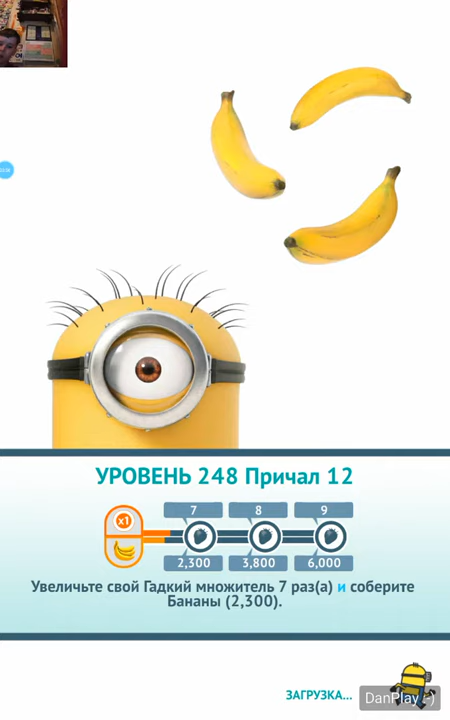 УРОВЕНЬ 248 Причал 12
x1
7 8 9
2,300 3,800 6,000
Увеличьте свой Гадкий множитель 7 раз(а) и соберите
Бананы (2,300).
ЗАГРУЗКА...
DanPlay :-)